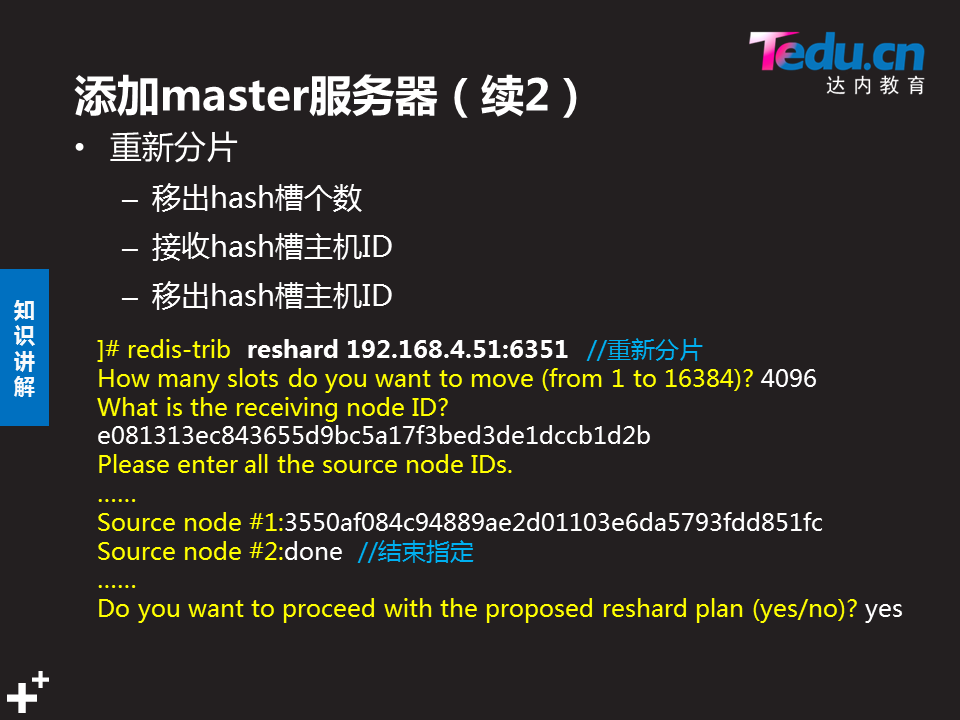 Tedu.cn
达内教育
添加master服务器（续2）
• 重新分片
– 移出hash槽个数
– 接收hash槽主机ID
– 移出hash槽主机ID
知识讲解
]# redis-trib reshard 192.168.4.51:6351 //重新分片
How many slots do you want to move (from 1 to 16384)? 4096
What is the receiving node ID?
e081313ec843655d9bc5a17f3bed3de1dccb1d2b
Please enter all the source node IDs.
……
Source node #1:3550af084c94889ae2d01103e6da5793fdd851fc
Source node #2:done //结束指定
……
Do you want to proceed with the proposed reshard plan (yes/no)? yes